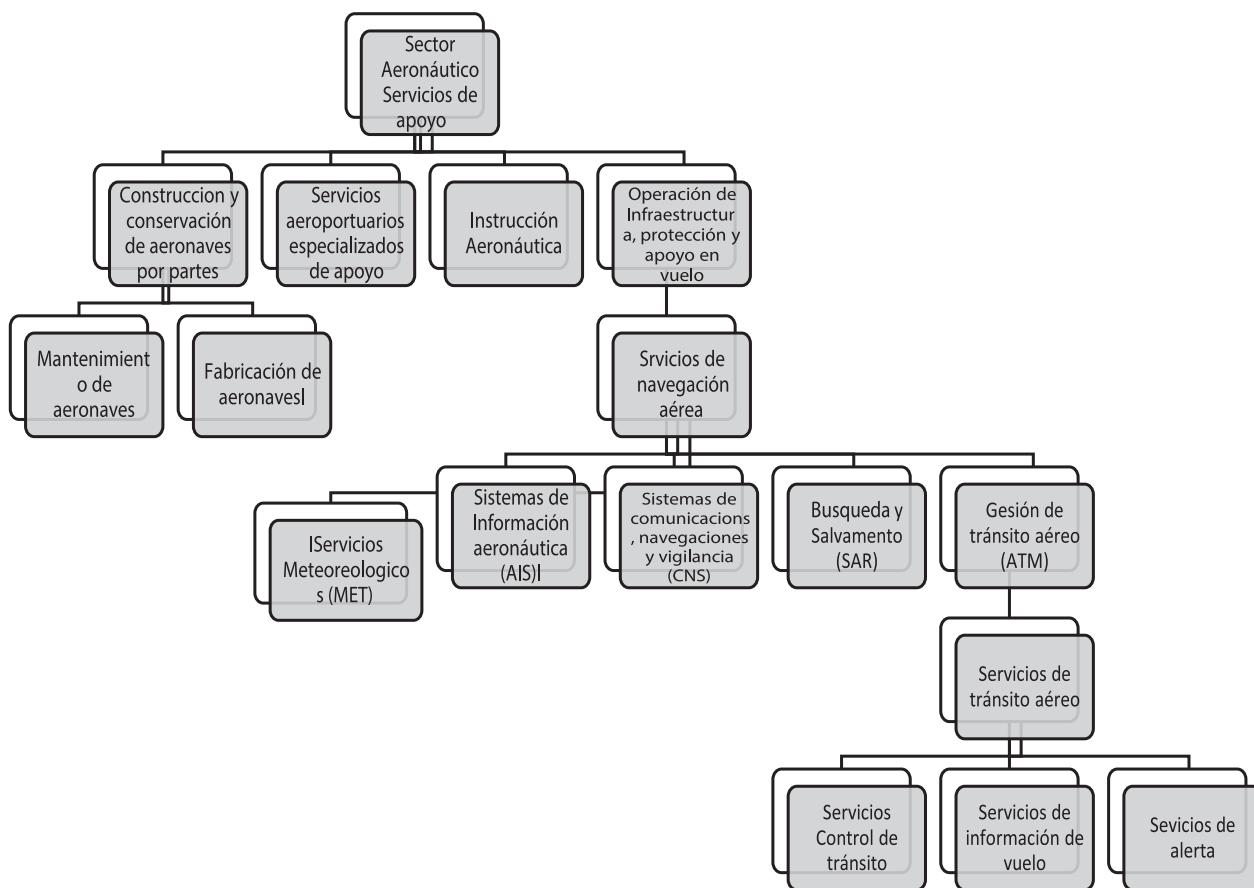 Sector
Aeronáutico
Servicios de
apoyo
Construccion y
conservación
de aeronaves
por partes
Servicios
aeroportuarios
especializados
de apoyo
Instrucción
Aeronáutica
Operación de
Infraestructur
a, protección y
apoyo en
vuelo
Mantenimient
o de
aeronaves
Fabricación de
aeronavesl
Srvicios de
navegación
aérea
lServicios
Meteoreologico
s (MET)
Sistemas de
Información
aeronáutica
(AIS)l
Sistemas de
comunicacions
, navegaciones
y vigilancia
(CNS)
Busqueda y
Salvamento
(SAR)
Gesión de
tránsito aéreo
(ATM)
Servicios de
tránsito aéreo
Servicios
Control de
tránsito
Servicios de
información de
vuelo
Sevicios de
alerta